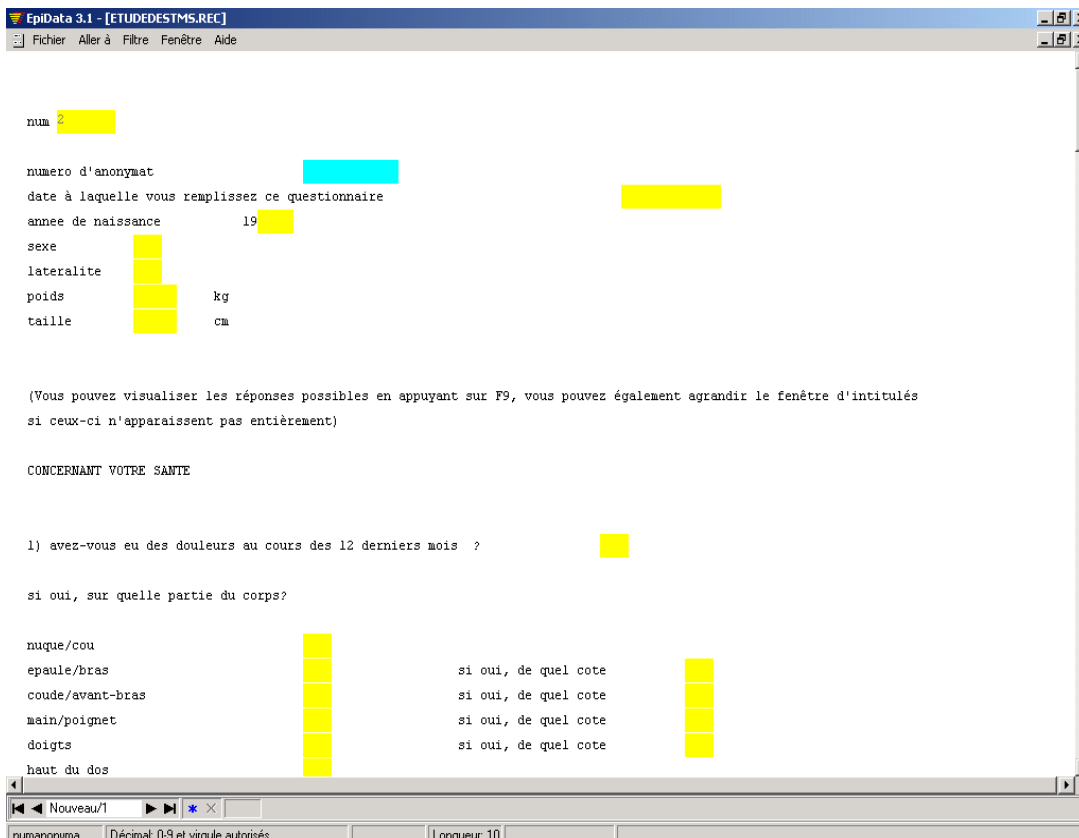 EpiData 3.1 - [ETUDEDESTMS.REC]
Fichier Aller à Filtre Fenêtre Aide
num 2
numero d'anonymat
date à laquelle vous remplissez ce questionnaire
annee de naissance 19
sexe
lateralite
poids kg
taille cm
(Vous pouvez visualiser les réponses possibles en appuyant sur F9, vous pouvez également agrandir le fenêtre d'intitulés
si ceux-ci n'apparaissent pas entièrement)
CONCERNANT VOTRE SANTE
1) avez-vous eu des douleurs au cours des 12 derniers mois ?
si oui, sur quelle partie du corps?
nuque/cou
epaule/bras si oui, de quel cote
coude/avant-bras si oui, de quel cote
main/poignet si oui, de quel cote
doigts si oui, de quel cote
haut du dos
Nouveau/1
numanonyma Décimal: 0-9 et virgule autorisés Longueur: 10